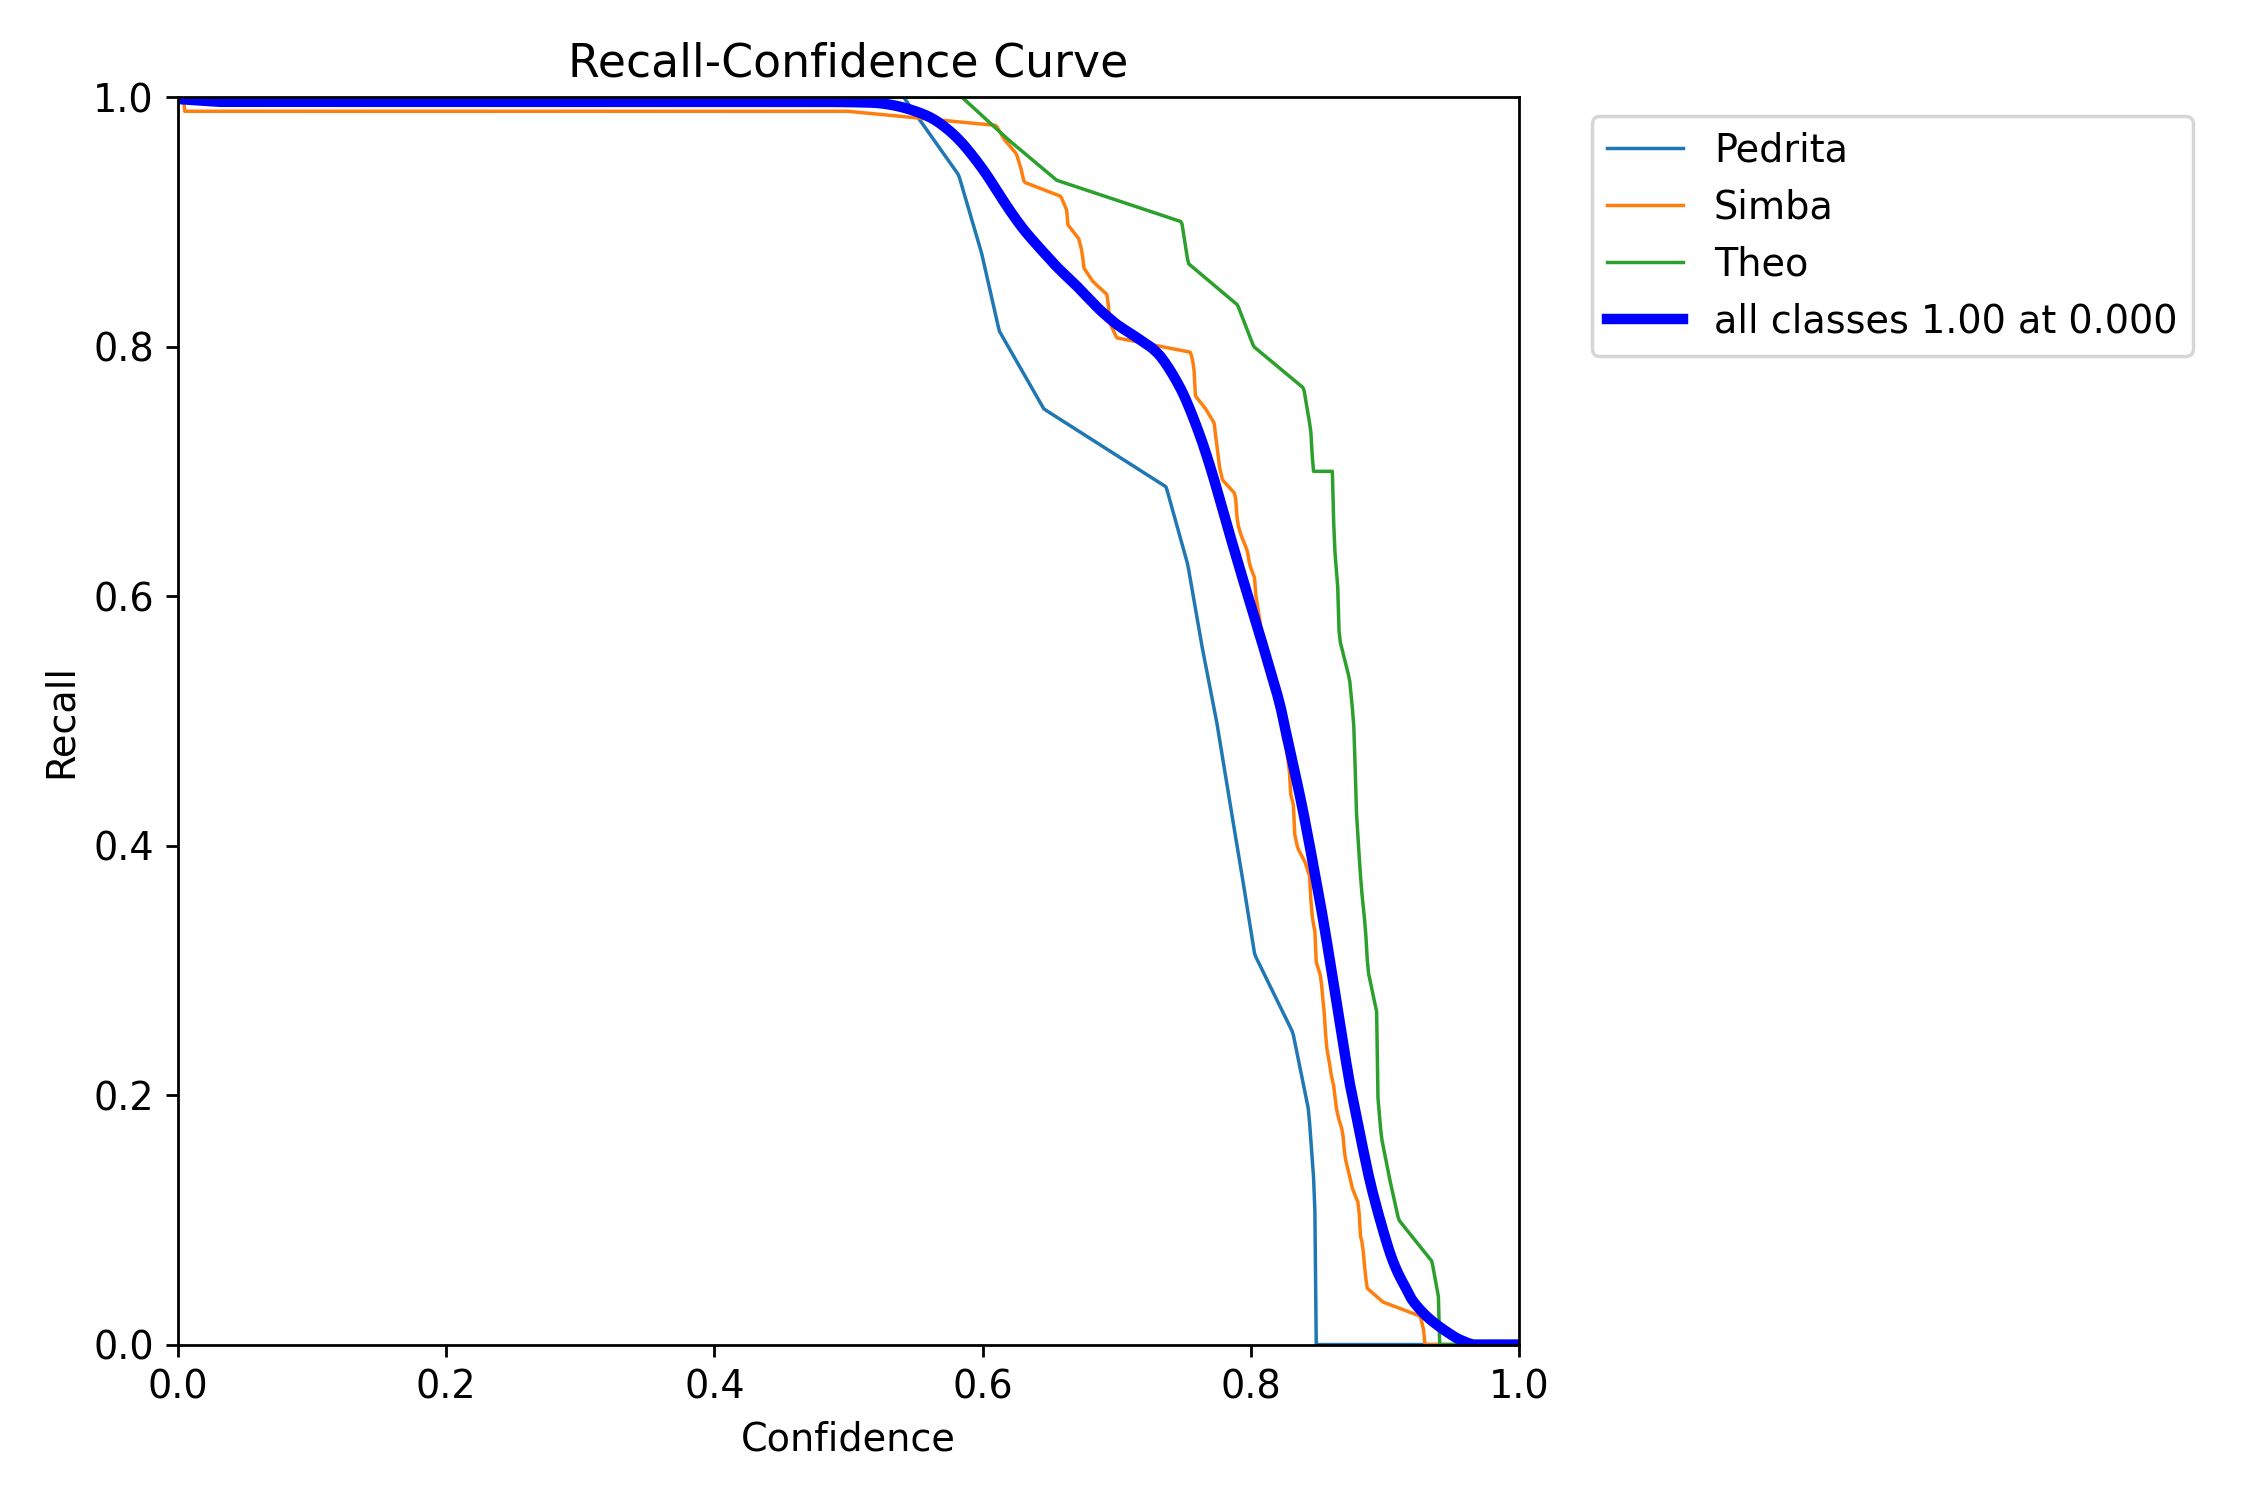 Recall-Confidence Curve
1.0
0.8
0.6
0.4
0.2
0.0
Recall
0.0 0.2 0.4 0.6 0.8 1.0
Confidence
Pedrita
Simba
Theo
all classes 1.00 at 0.000